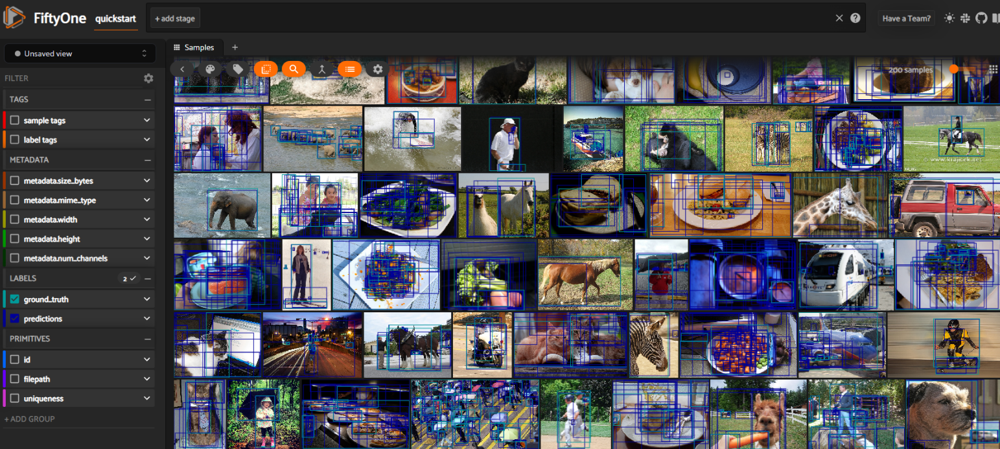 FiftyOne
quickstart
+ add stage
Have a Team?
Unsaved view
Samples
+
FILTER
200 samples
TAGS
sample tags
label tags
METADATA
metadata.size_bytes
metadata.mime_type
metadata.width
metadata.height
metadata.num_channels
LABELS
2
ground_truth
predictions
PRIMITIVES
id
filepath
uniqueness
+ ADD GROUP
© www.klajicek.net